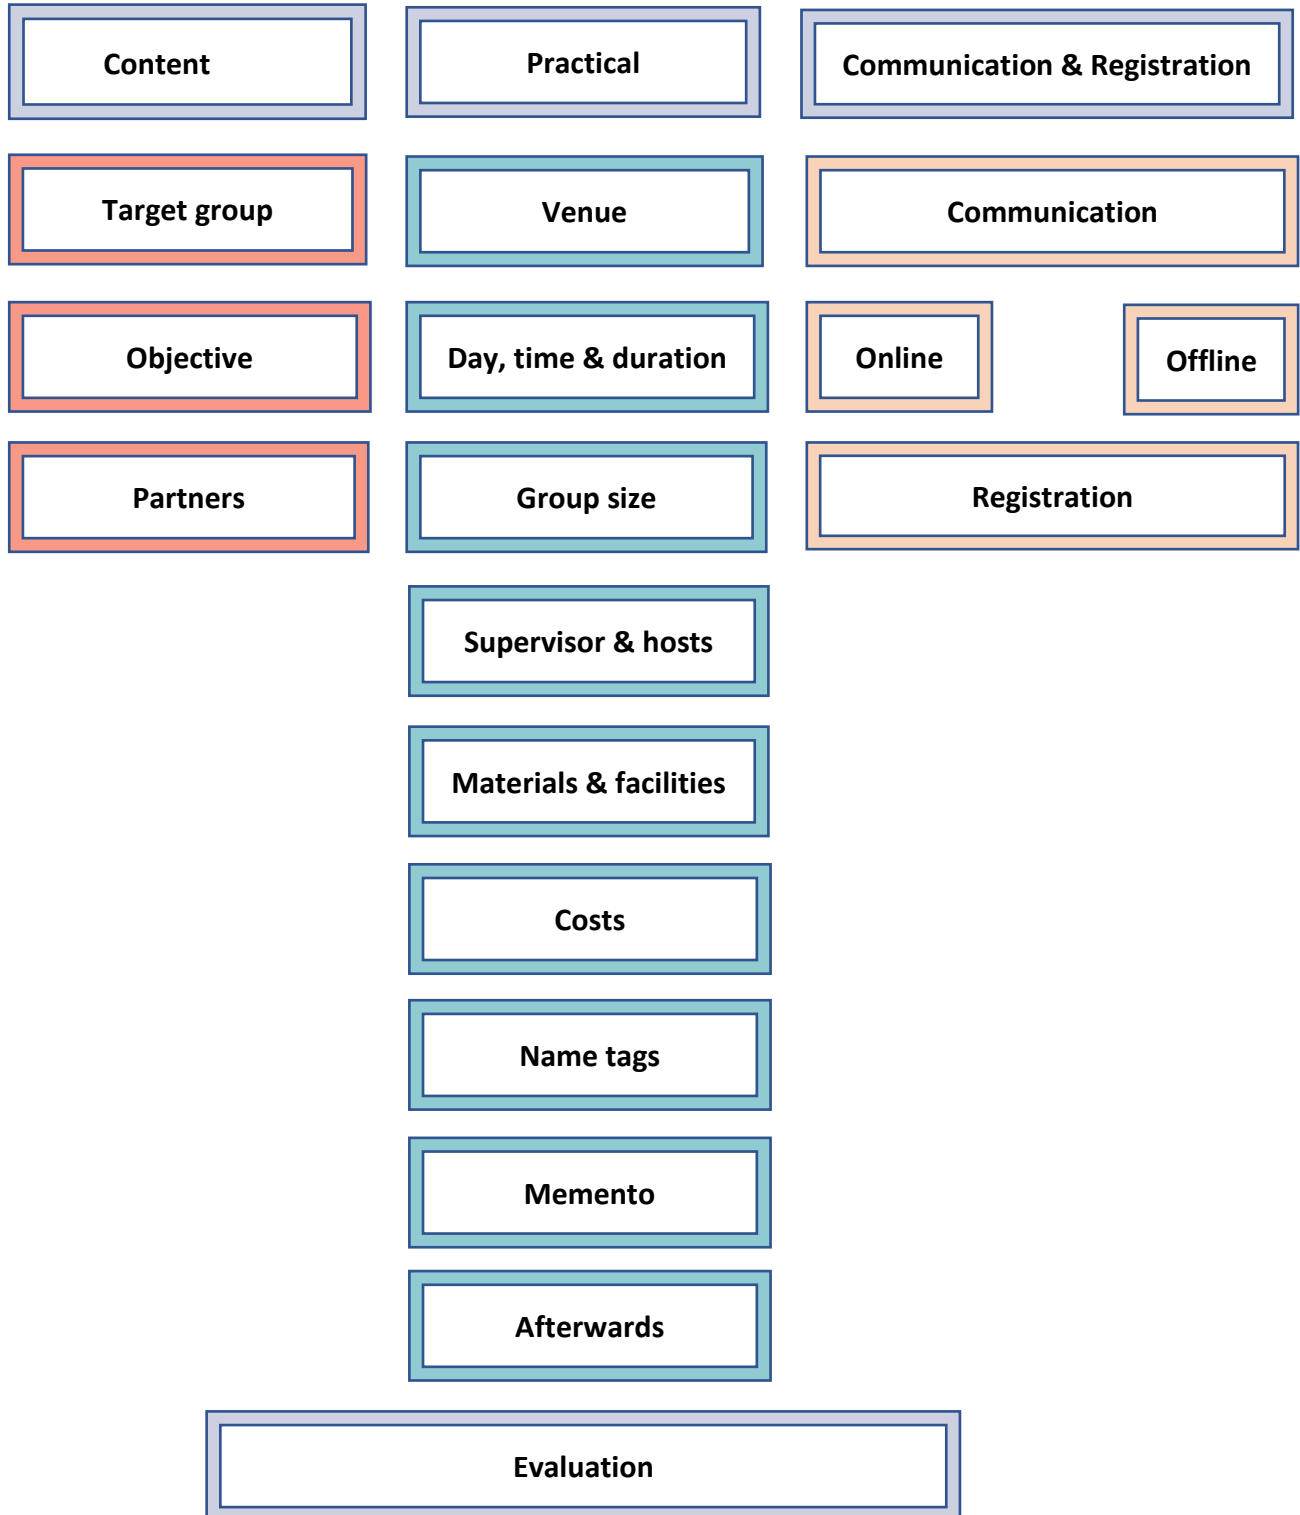 Content
Practical
Communication & Registration
Target group
Venue
Communication
Objective
Day, time & duration
Online
Offline
Partners
Group size
Registration
Supervisor & hosts
Materials & facilities
Costs
Name tags
Memento
Afterwards
Evaluation